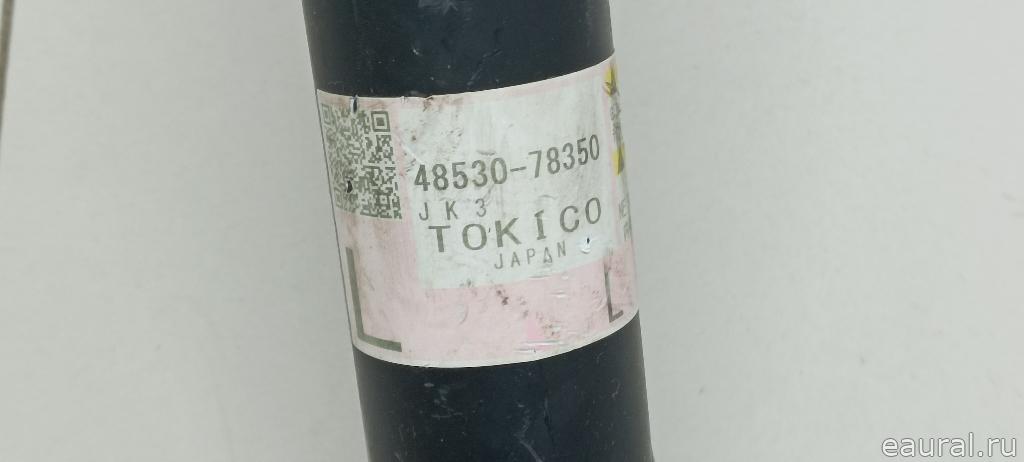 48530-78350
JK3
TOKICO
JAPAN
L
L
eaural.ru